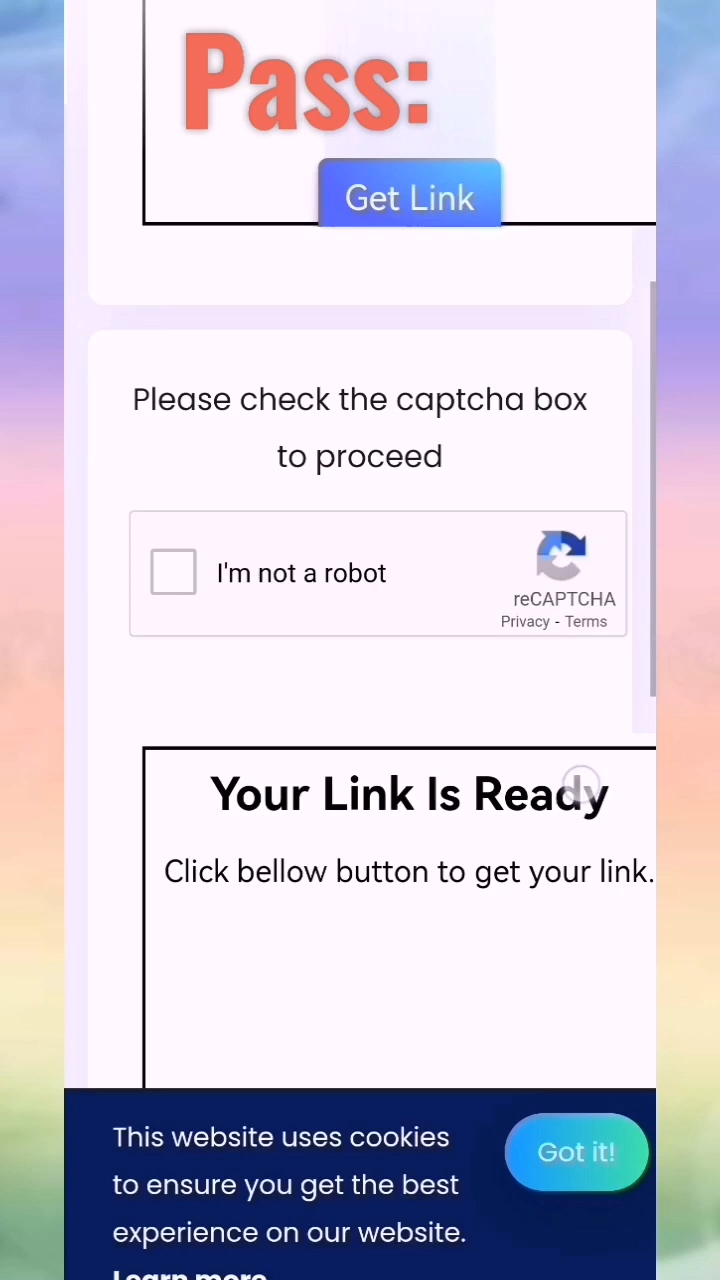 Pass:
Get Link
Please check the captcha box
to proceed
I'm not a robot
reCAPTCHA
Privacy - Terms
Your Link Is Ready
Click bellow button to get your link.
This website uses cookies
to ensure you get the best
experience on our website.
Learn more
Got it!